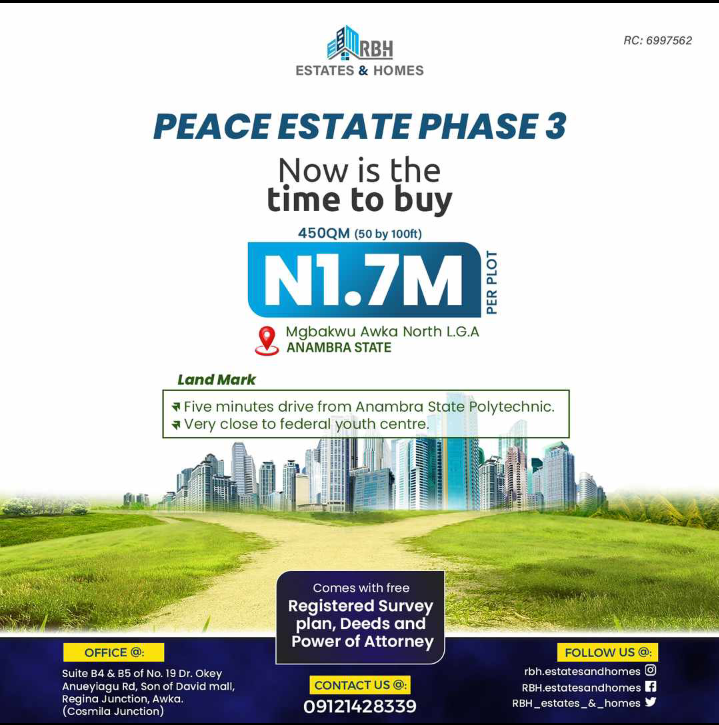 RBH
ESTATES & HOMES
RC: 6997562
PEACE ESTATE PHASE 3
Now is the
time to buy
450QM (50 by 100ft)
N1.7M
PER PLOT
Mgbakwu Awka North L.G.A
ANAMBRA STATE
Land Mark
Five minutes drive from Anambra State Polytechnic.
Very close to federal youth centre.
Comes with free
Registered Survey
plan, Deeds and
Power of Attorney
OFFICE @:
Suite B4 & B5 of No. 19 Dr. Okey
Anueyiagu Rd, Son of David mall,
Regina Junction, Awka.
(Cosmila Junction)
CONTACT US @:
09121428339
FOLLOW US @:
rbh.estatesandhomes
RBH.estatesandhomes
RBH_estates_&_homes